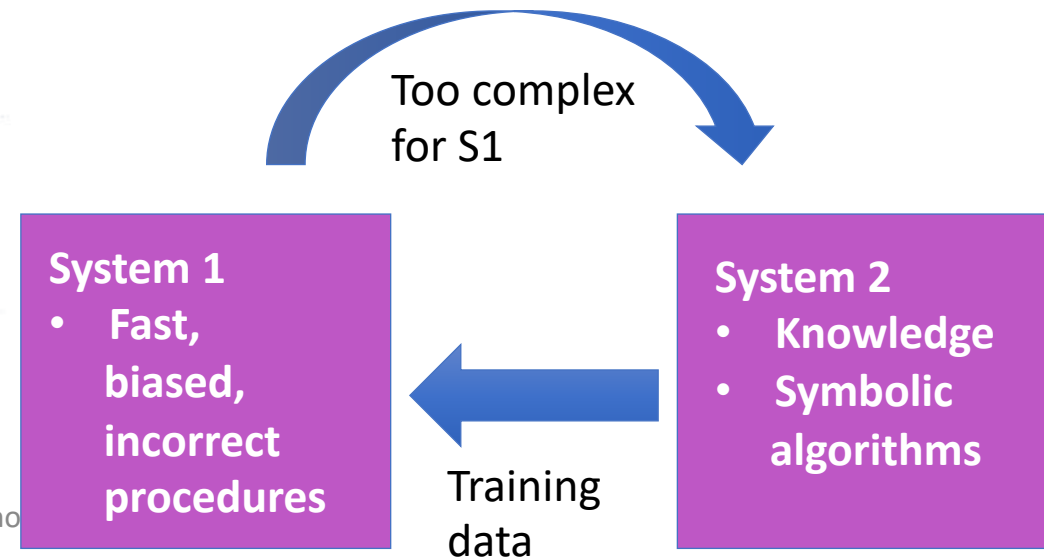 Too complex
for S1
System 1
• Fast,
biased,
incorrect
procedures
System 2
• Knowledge
• Symbolic
algorithms
Training
data